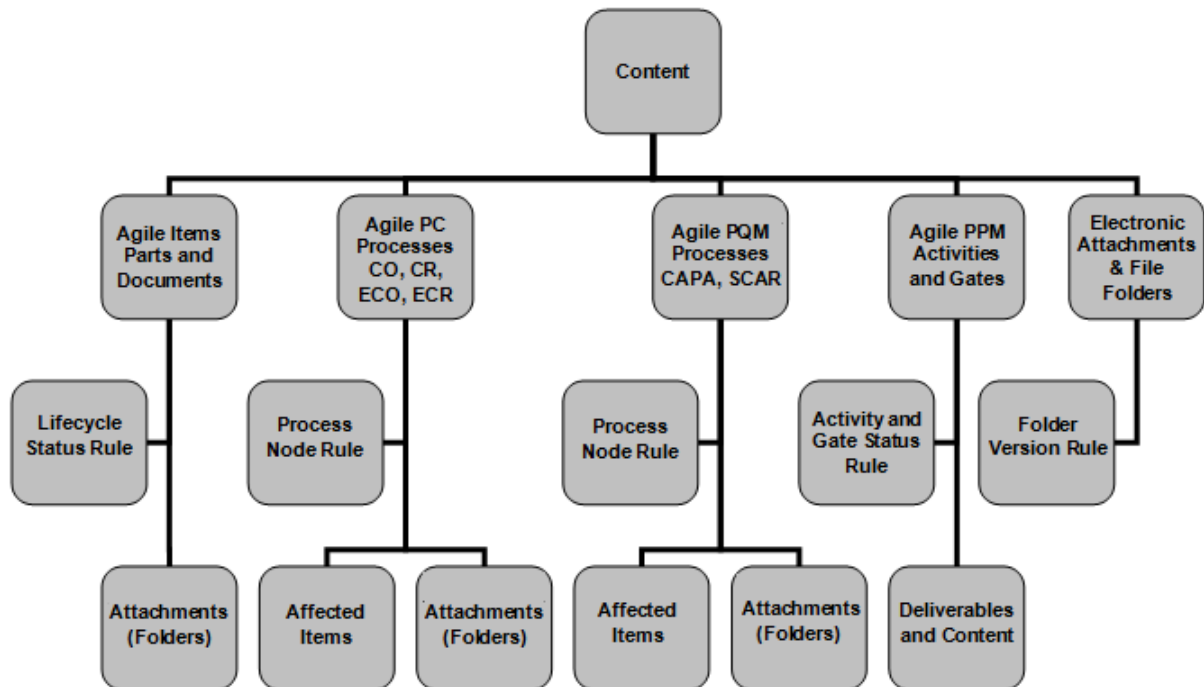 Content
Agile Items
Parts and
Documents
Agile PC
Processes
CO, CR,
ECO, ECR
Agile PQM
Processes
CAPA, SCAR
Agile PPM
Activities
and Gates
Electronic
Attachments
& File
Folders
Lifecycle
Status Rule
Process
Node Rule
Process
Node Rule
Activity and
Gate Status
Rule
Folder
Version Rule
Attachments
(Folders)
Affected
Items
Attachments
(Folders)
Affected
Items
Attachments
(Folders)
Deliverables
and Content